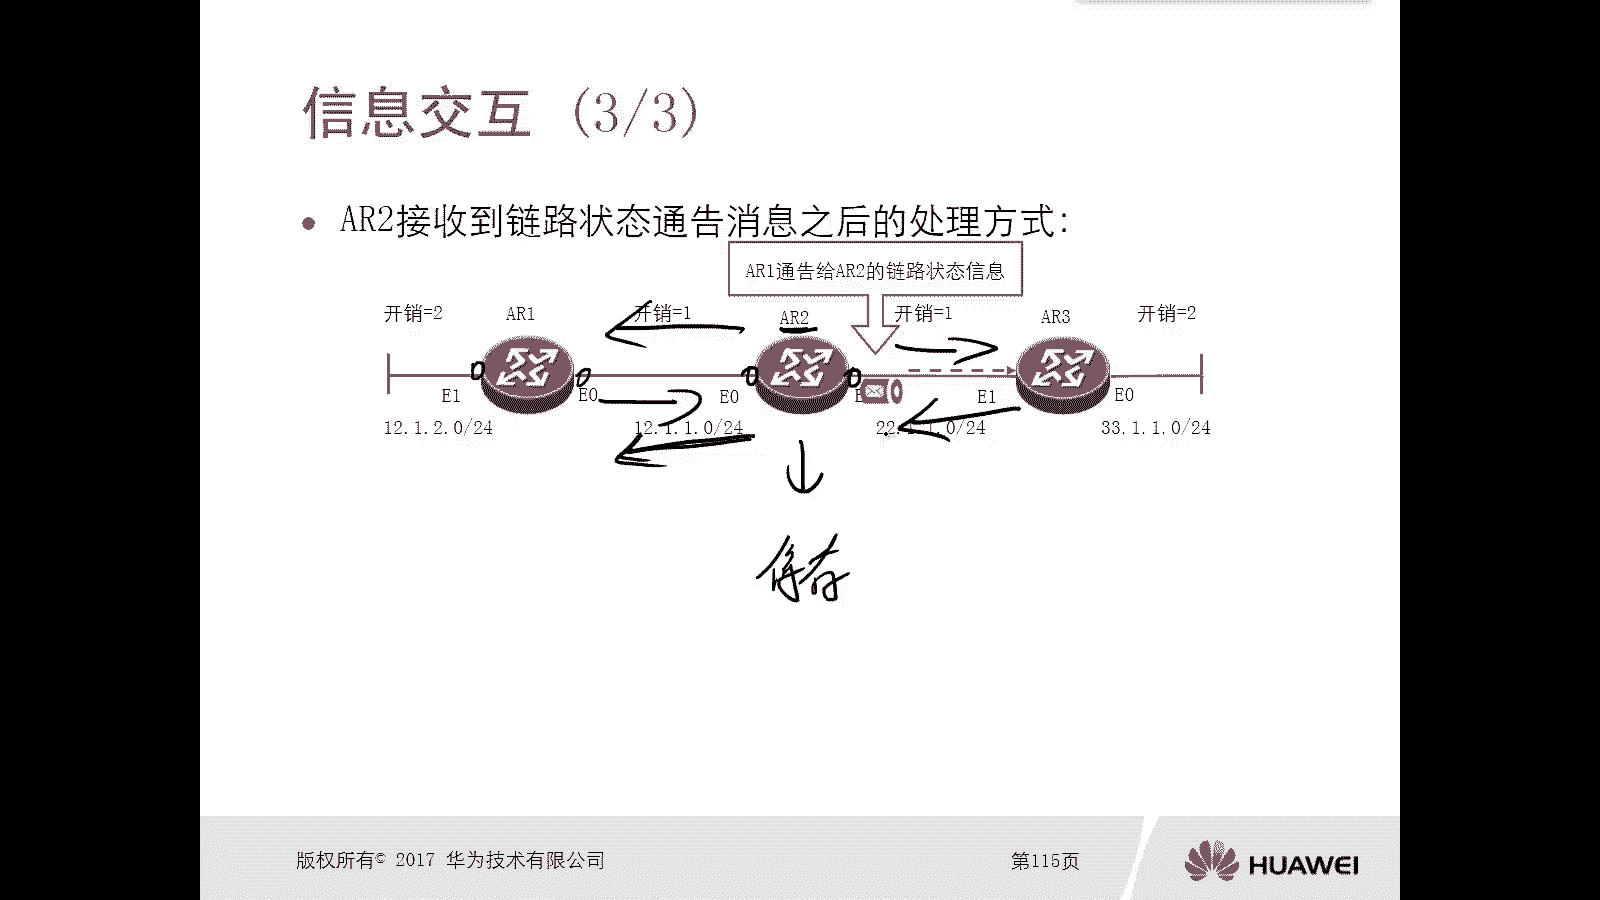 信息交互 (3/3)
AR2接收到链路状态通告消息之后的处理方式:
AR1通告给AR2的链路状态信息
开销=2 AR1 开销=1 AR2 开销=1 AR3 开销=2
E1 E0 E0 E1 E0
12.1.2.0/24 12.1.1.0/24 22.1.1.0/24 33.1.1.0/24
版权所有© 2017 华为技术有限公司 第115页 HUAWEI